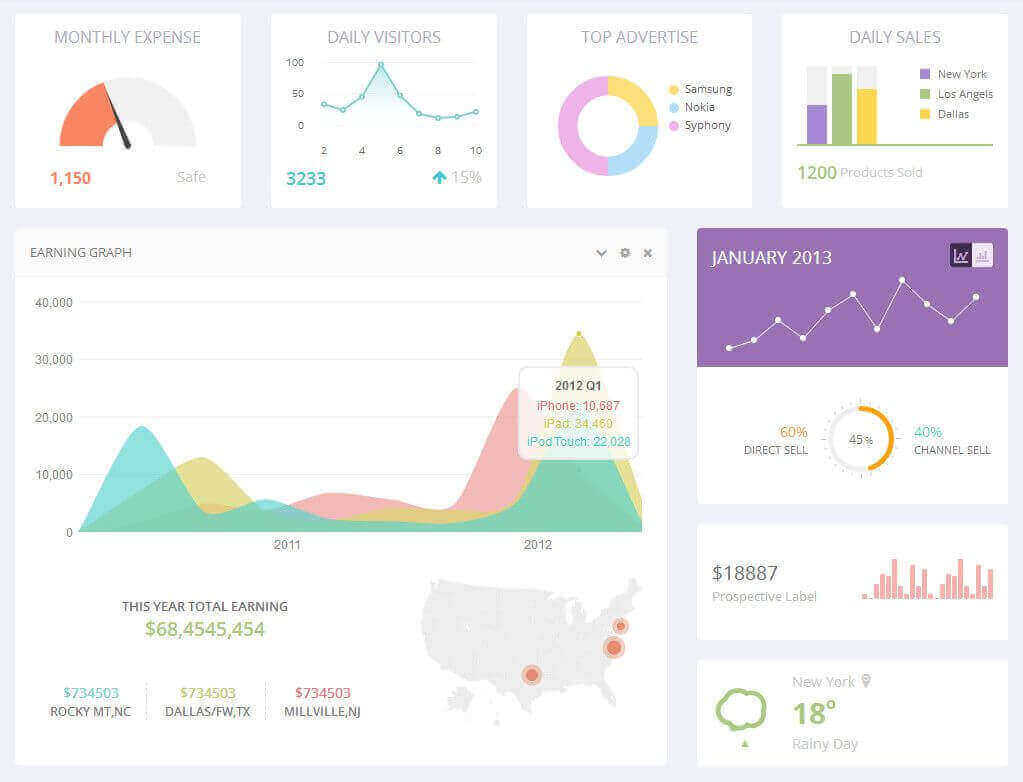 MONTHLY EXPENSE
1,150
Safe
DAILY VISITORS
100
50
0
2 4 6 8 10
3233
15%
TOP ADVERTISE
Samsung
Nokia
Syphony
DAILY SALES
New York
Los Angels
Dallas
1200 Products Sold
EARNING GRAPH
40,000
30,000
20,000
10,000
0
2011 2012
2012 Q1
iPhone: 10,687
iPad: 34,460
iPod Touch: 22,028
THIS YEAR TOTAL EARNING
$68,4545,454
$734503
ROCKY MT,NC
$734503
DALLAS/FW,TX
$734503
MILLVILLE,NJ
JANUARY 2013
60%
DIRECT SELL
45%
40%
CHANNEL SELL
$18887
Prospective Label
New York
18°
Rainy Day